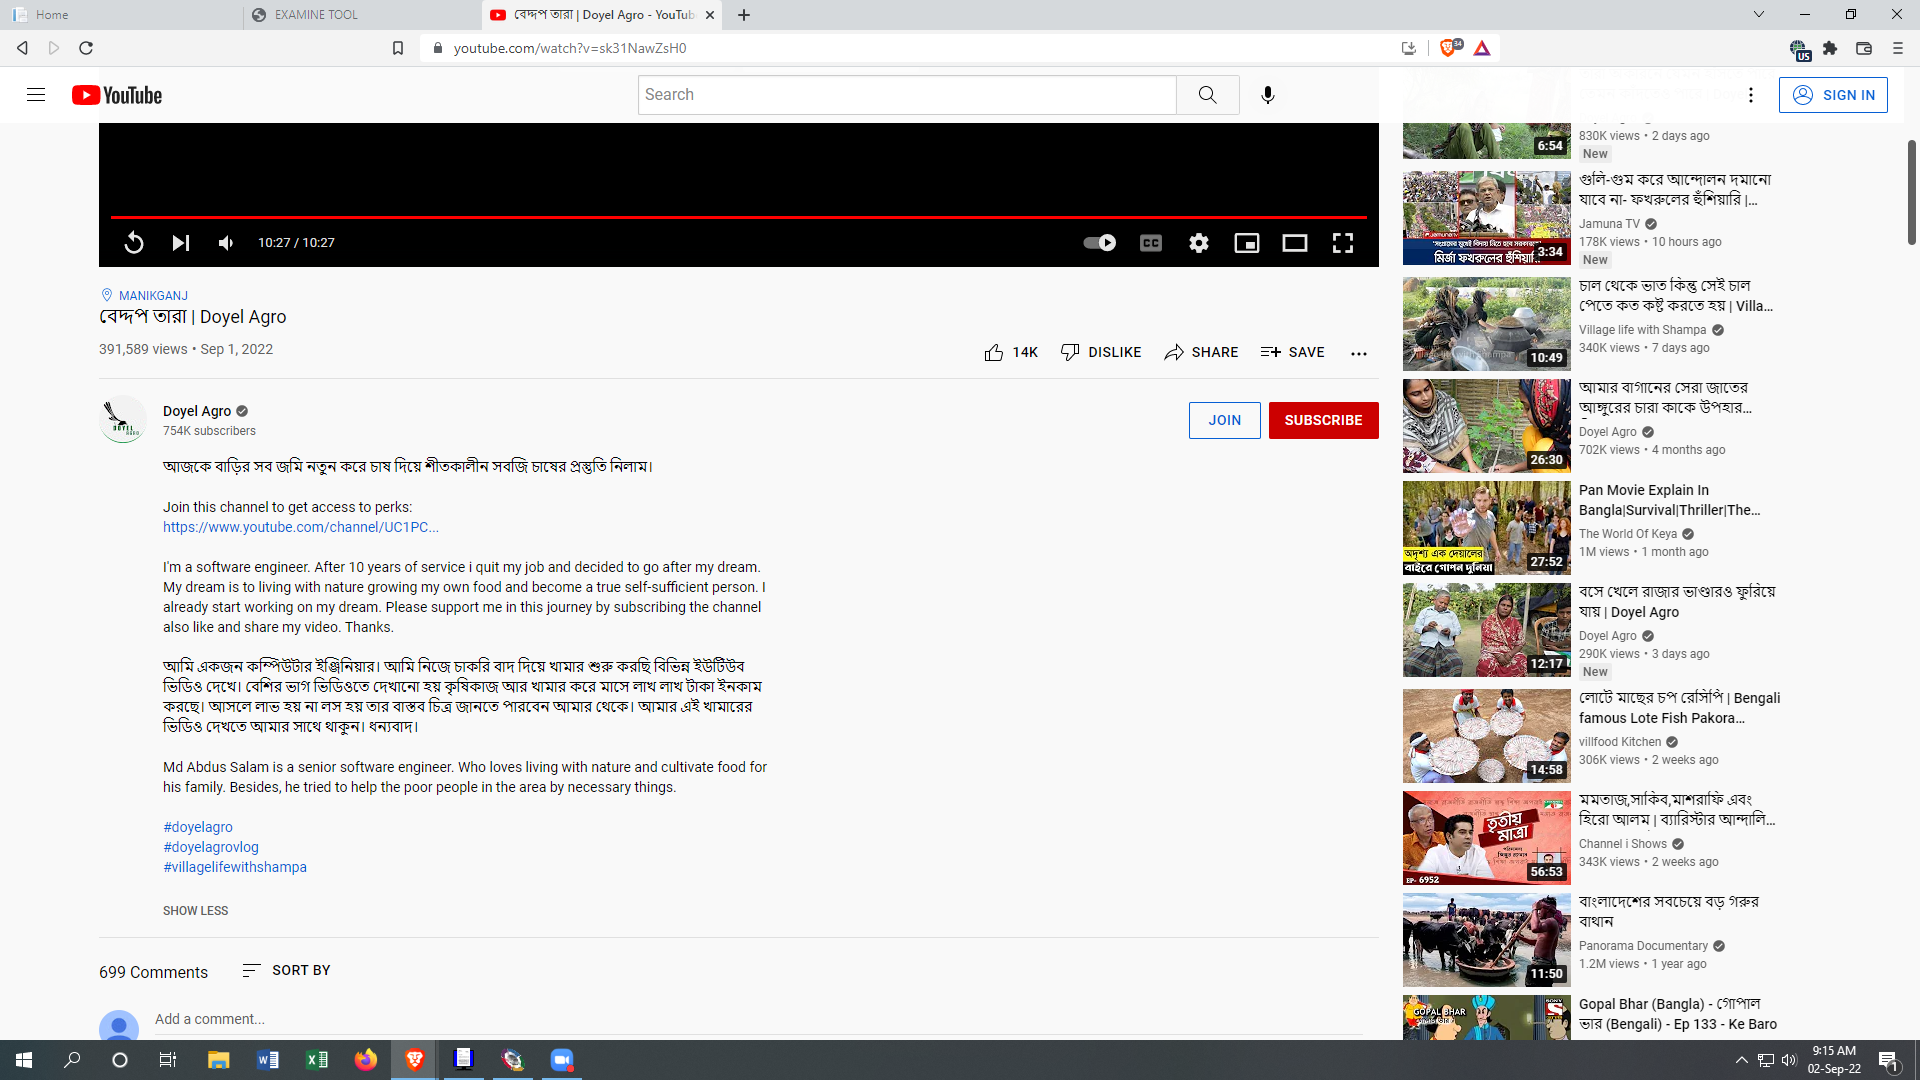 Home
EXAMINE TOOL
বেদ্দপ তারা | Doyel Agro - YouTub
youtube.com/watch?v=sk31NawZsH0
34
US
YouTube
Search
SIGN IN
10:27 / 10:27
CC
MANIKGANJ
বেদ্দপ তারা | Doyel Agro
391,589 views • Sep 1, 2022
14K
DISLIKE
SHARE
SAVE
DOYEL
AGRO
Doyel Agro
754K subscribers
JOIN
SUBSCRIBE
আজকে বাড়ির সব জমি নতুন করে চাষ দিয়ে শীতকালীন সবজি চাষের প্রস্তুতি নিলাম।
Join this channel to get access to perks:
https://www.youtube.com/channel/UC1PC...
I'm a software engineer. After 10 years of service i quit my job and decided to go after my dream.
My dream is to living with nature growing my own food and become a true self-sufficient person. I
already start working on my dream. Please support me in this journey by subscribing the channel
also like and share my video. Thanks.
আমি একজন কম্পিউটার ইঞ্জিনিয়ার। আমি নিজে চাকরি বাদ দিয়ে খামার শুরু করছি বিভিন্ন ইউটিউব
ভিডিও দেখে। বেশির ভাগ ভিডিওতে দেখানো হয় কৃষিকাজ আর খামার করে মাসে লাখ লাখ টাকা ইনকাম
করছে। আসলে লাভ হয় না লস হয় তার বাস্তব চিত্র জানতে পারবেন আমার থেকে। আমার এই খামারের
ভিডিও দেখতে আমার সাথে থাকুন। ধন্যবাদ।
Md Abdus Salam is a senior software engineer. Who loves living with nature and cultivate food for
his family. Besides, he tried to help the poor people in the area by necessary things.
#doyelagro
#doyelagrovlog
#villagelifewithshampa
SHOW LESS
699 Comments
SORT BY
Add a comment...
6:54
830K views • 2 days ago
New
মির্জা ফখরুলের হুঁশিয়ারি
3:34
গুলি-গুম করে আন্দোলন দমানো
যাবে না- ফখরুলের হুঁশিয়ারি |...
Jamuna TV
178K views • 10 hours ago
New
10:49
চাল থেকে ভাত কিন্তু সেই চাল
পেতে কত কষ্ট করতে হয় | Villa...
Village life with Shampa
340K views • 7 days ago
26:30
আমার বাগানের সেরা জাতের
আঙ্গুরের চারা কাকে উপহার...
Doyel Agro
702K views • 4 months ago
অদৃশ্য এক দেয়ালের
বাইরে গোপন দুনিয়া
27:52
Pan Movie Explain In
Bangla|Survival|Thriller|The...
The World Of Keya
1M views • 1 month ago
12:17
বসে খেলে রাজার ভাণ্ডারও ফুরিয়ে
যায় | Doyel Agro
Doyel Agro
290K views • 3 days ago
New
14:58
লোটে মাছের চপ রেসিপি | Bengali
famous Lote Fish Pakora...
villfood Kitchen
306K views • 2 weeks ago
তৃতীয়
মাত্রা
EP- 6952
56:53
মমতাজ,সাকিব,মাশরাফি এবং
হিরো আলম | ব্যারিস্টার আন্দালি...
Channel i Shows
343K views • 2 weeks ago
11:50
বাংলাদেশের সবচেয়ে বড় গরুর
বাথান
Panorama Documentary
1.2M views • 1 year ago
GOPAL BHAR
SONY
Gopal Bhar (Bangla) - গোপাল
ভার (Bengali) - Ep 133 - Ke Baro
9:15 AM
02-Sep-22
1